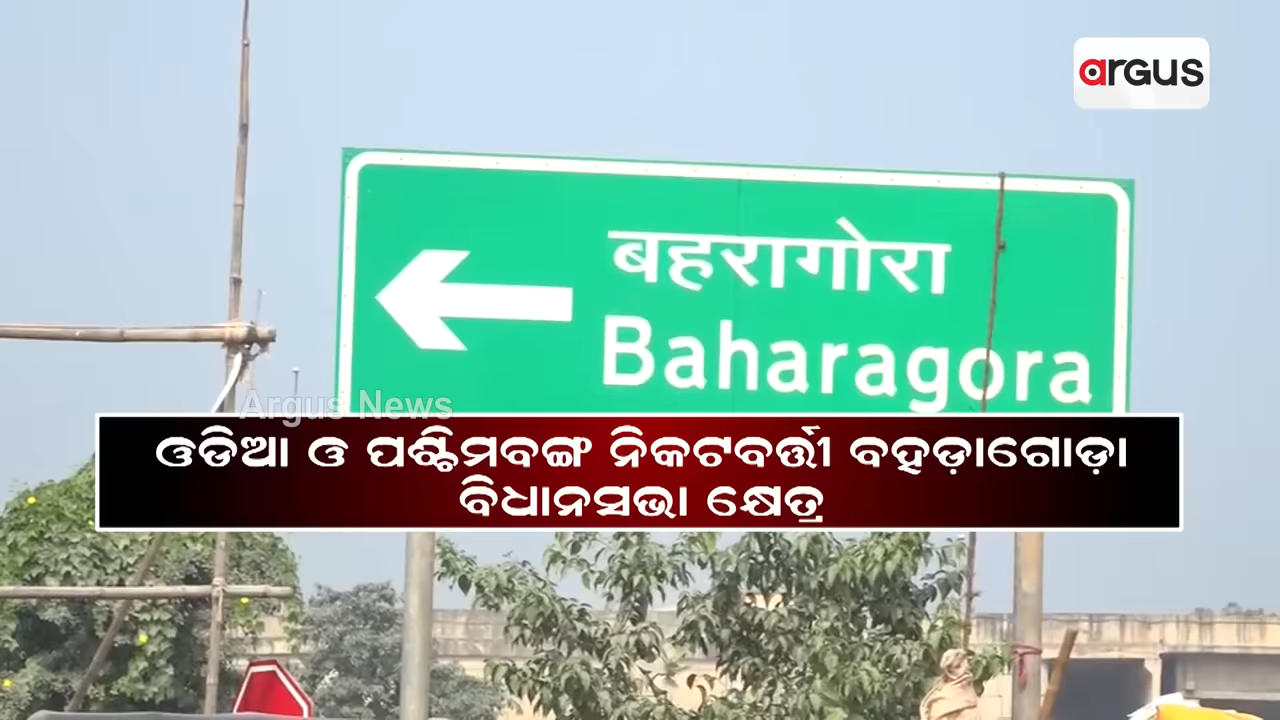 argus
बहरागोरा
Baharagora
Argus News
ଓଡିଆ ଓ ପଶ୍ଚିମବଙ୍ଗ ନିକଟବର୍ତ୍ତୀ ବହଡ଼ାଗୋଡ଼ା
ବିଧାନସଭା କ୍ଷେତ୍ର